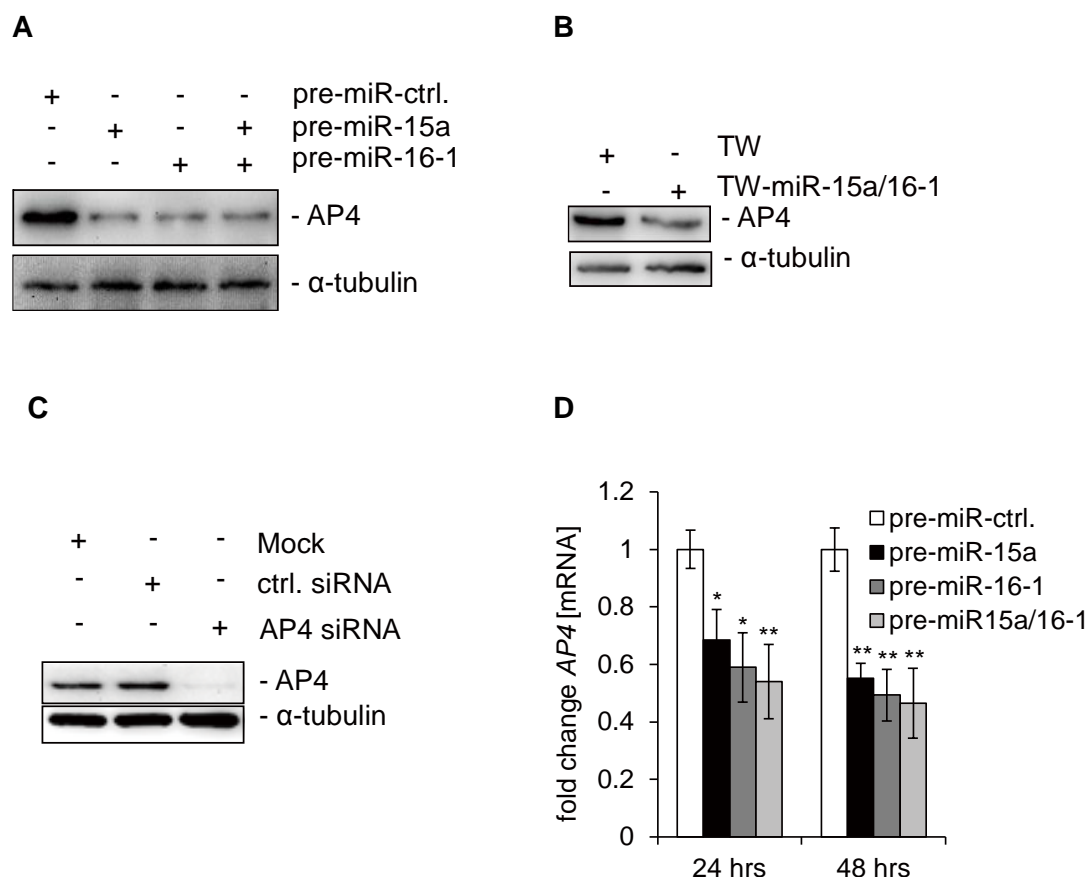 A
+ - - - pre-miR-ctrl.
- + - + pre-miR-15a
- - + + pre-miR-16-1
- AP4
- α-tubulin
B
+ - TW
- + TW-miR-15a/16-1
- AP4
- α-tubulin
C
+ - - Mock
- + - ctrl. siRNA
- - + AP4 siRNA
- AP4
- α-tubulin
D
fold change AP4 [mRNA]
1.2
1
0.8
0.6
0.4
0.2
0
* * **
** ** **
24 hrs 48 hrs
pre-miR-ctrl.
pre-miR-15a
pre-miR-16-1
pre-miR15a/16-1